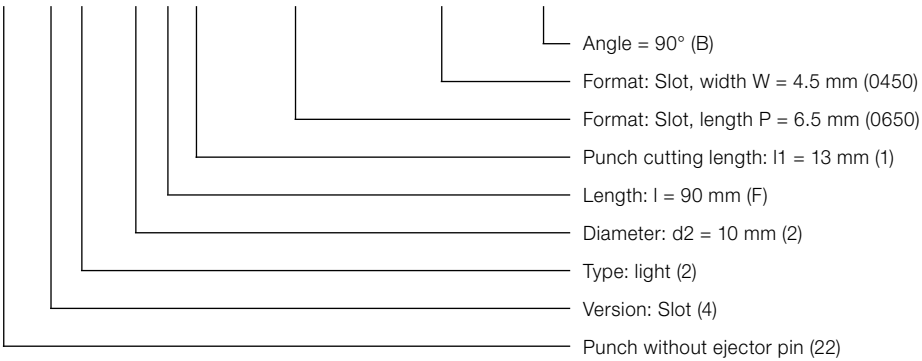 Angle = 90° (B)
Format: Slot, width W = 4.5 mm (0450)
Format: Slot, length P = 6.5 mm (0650)
Punch cutting length: l1 = 13 mm (1)
Length: l = 90 mm (F)
Diameter: d2 = 10 mm (2)
Type: light (2)
Version: Slot (4)
Punch without ejector pin (22)